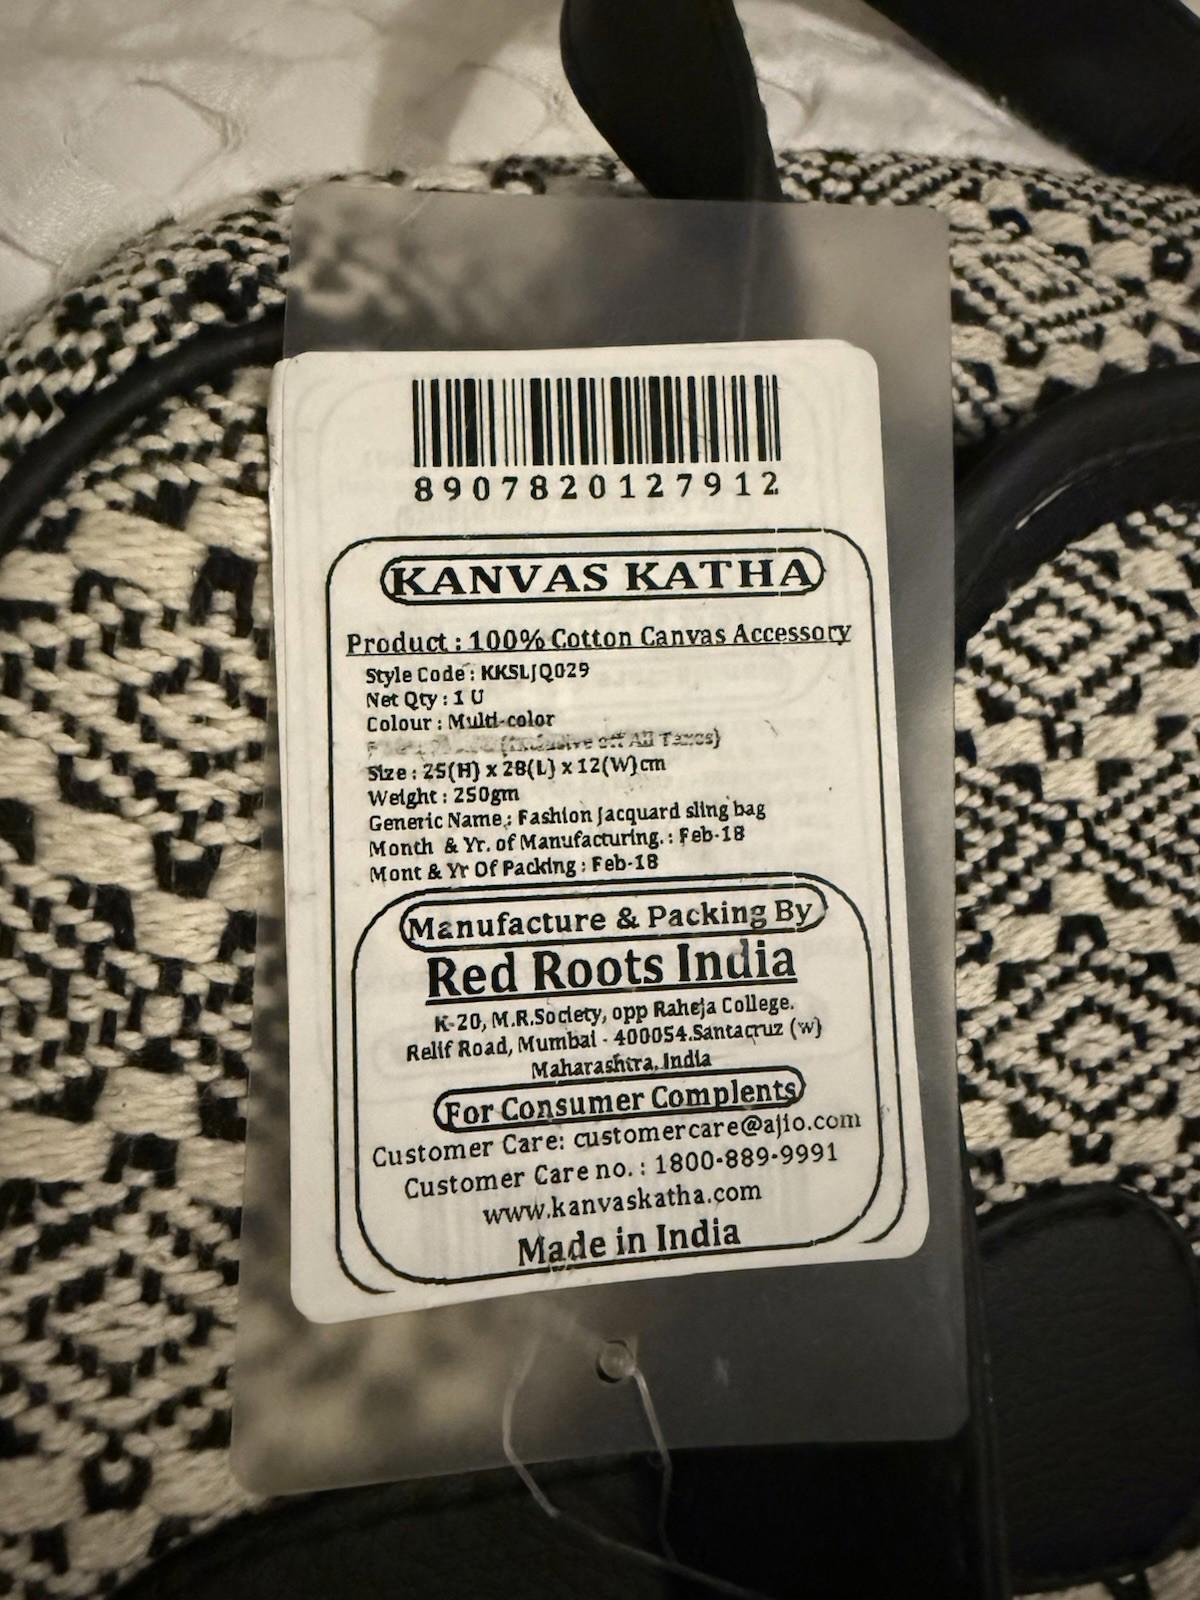 8907820127912
KANVAS KATHA
Product : 100% Cotton Canvas Accessory
Style Code : KKSLJQ029
Net Qty : 1 U
Colour : Multi-color
(Inclusive off All Taxes)
Size : 25(H) x 28(L) x 12(W)cm
Weight : 250gm
Generic Name.: Fashion Jacquard sling bag
Month & Yr. of Manufacturing. : Feb-18
Mont & Yr Of Packing : Feb-18
Manufacture & Packing By
Red Roots India
K-20, M.R.Society, opp Raheja College.
Relif Road, Mumbai - 400054.Santacruz (w)
Maharashtra. India
For Consumer Complents
Customer Care: customercare@ajio.com
Customer Care no. : 1800-889-9991
www.kanvaskatha.com
Made in India